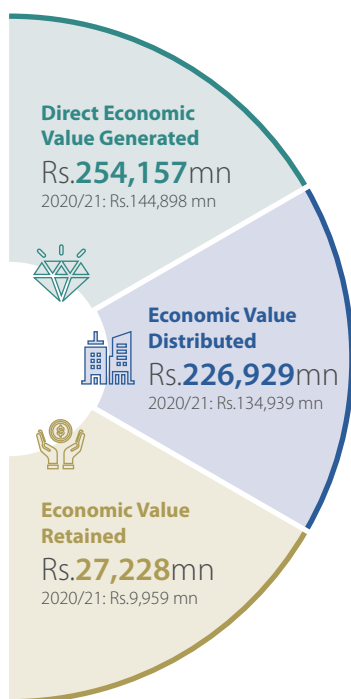 Direct Economic
Value Generated
Rs.254,157mn
2020/21: Rs.144,898 mn
Economic Value
Distributed
Rs.226,929mn
2020/21: Rs.134,939 mn
Economic Value
Retained
Rs.27,228mn
2020/21: Rs.9,959 mn